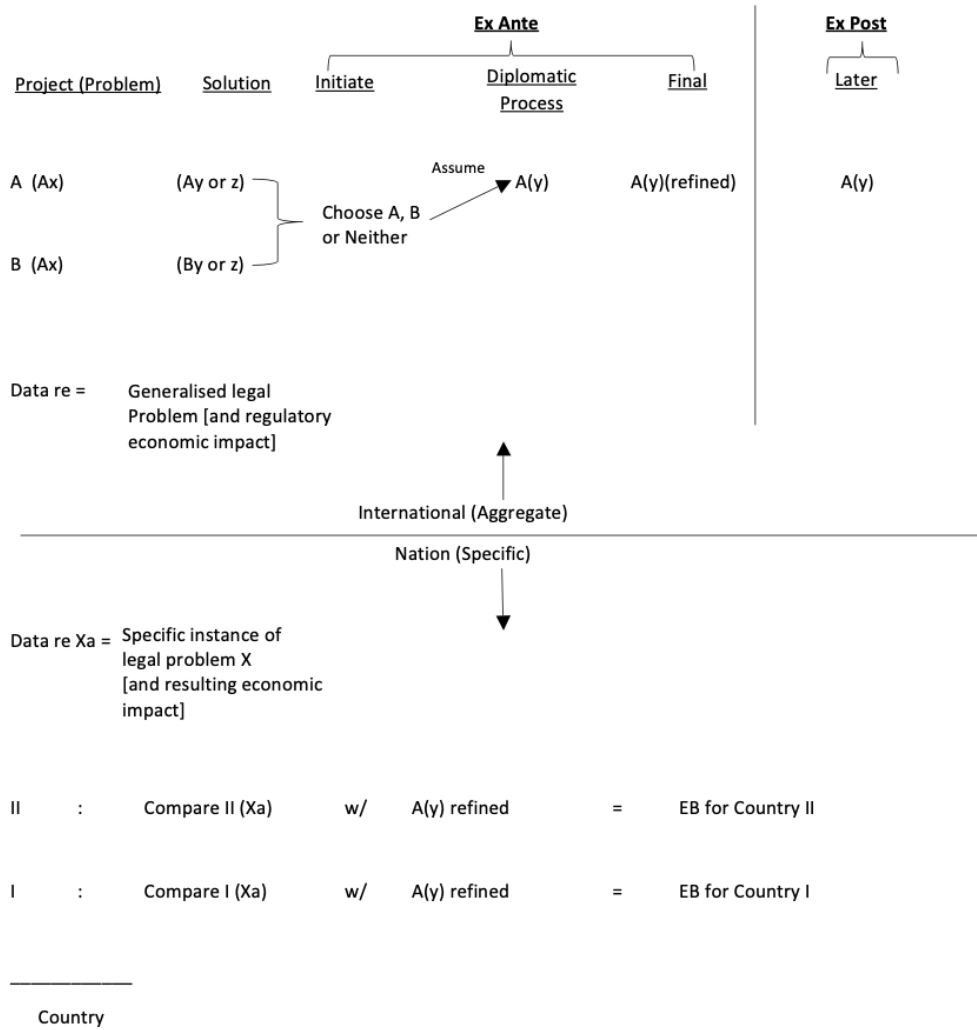 Ex Ante
Ex Post
Project (Problem) Solution Initiate Diplomatic Process Final Later
A (Ax) (Ay or z) Assume A(y) A(y)(refined) A(y)
Choose A, B
or Neither
B (Ax) (By or z)
Data re = Generalised legal
Problem [and regulatory
economic impact]
International (Aggregate)
Nation (Specific)
Data re Xa = Specific instance of
legal problem X
[and resulting economic
impact]
II : Compare II (Xa) w/ A(y) refined = EB for Country II
I : Compare I (Xa) w/ A(y) refined = EB for Country I
Country